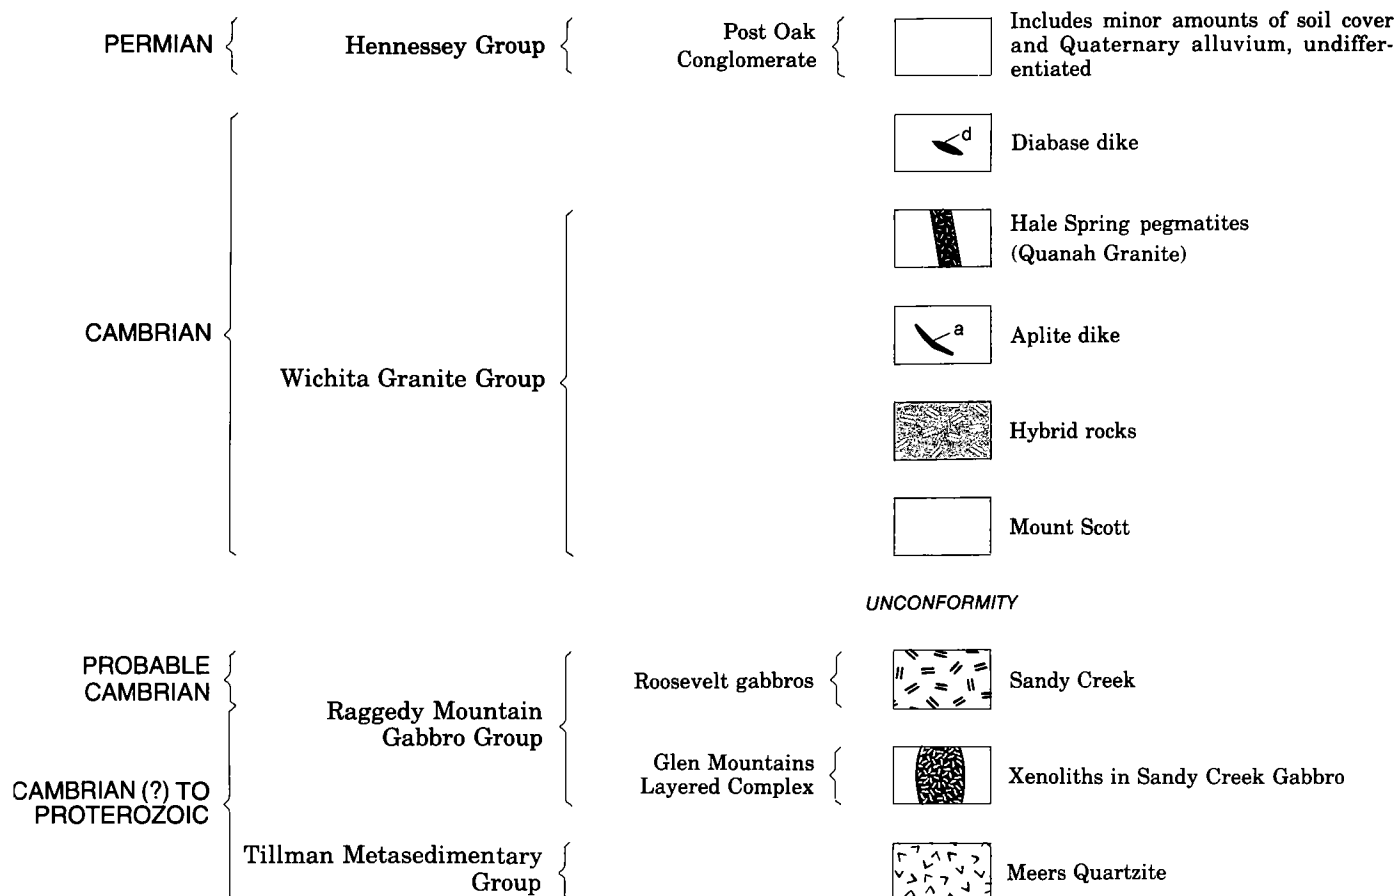 PERMIAN
Hennessey Group
Post Oak
Conglomerate
Includes minor amounts of soil cover
and Quaternary alluvium, undiffer-
entiated
CAMBRIAN
d
Diabase dike
Wichita Granite Group
Hale Spring pegmatites
(Quanah Granite)
a
Aplite dike
Hybrid rocks
Mount Scott
UNCONFORMITY
PROBABLE
CAMBRIAN
Raggedy Mountain
Gabbro Group
Roosevelt gabbros
Sandy Creek
CAMBRIAN (?) TO
PROTEROZOIC
Glen Mountains
Layered Complex
Xenoliths in Sandy Creek Gabbro
Tillman Metasedimentary
Group
Meers Quartzite